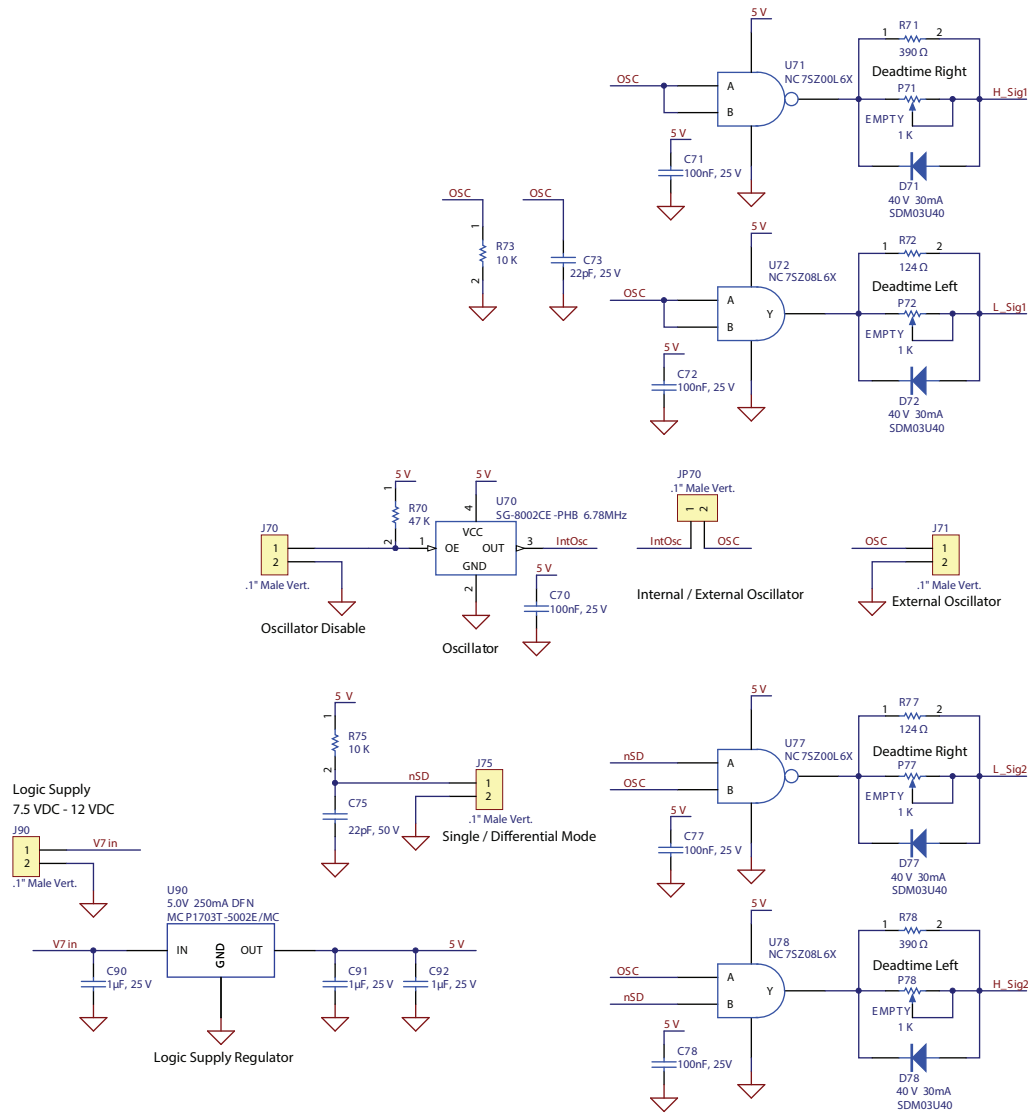 5 V
OSC
A
B
U71
NC7SZ00L6X
1
R71
2
390 Ω
Deadtime Right
P71
EMPTY
1 K
D71
40 V 30mA
SDM03U40
H_Sig1
5 V
C71
100nF, 25 V
OSC
1
R73
10 K
2
OSC
C73
22pF, 25 V
5 V
OSC
A
B
Y
U72
NC7SZ08L6X
1
R72
2
124 Ω
Deadtime Left
P72
EMPTY
1 K
D72
40 V 30mA
SDM03U40
L_Sig1
5 V
C72
100nF, 25 V
J70
1
2
.1" Male Vert.
Oscillator Disable
5 V
1
R70
47 K
2
5 V
4
U70
SG-8002CE-PHB 6.78MHz
VCC
1
OE
OUT
3
GND
2
IntOsc
5 V
C70
100nF, 25 V
Oscillator
JP70
.1" Male Vert.
1
2
IntOsc
OSC
Internal / External Oscillator
OSC
J71
1
2
.1" Male Vert.
External Oscillator
5 V
1
R75
10 K
2
nSD
J75
1
2
.1" Male Vert.
C75
22pF, 50 V
Single / Differential Mode
5 V
nSD
OSC
A
B
U77
NC7SZ00L6X
1
R77
2
124 Ω
Deadtime Right
P77
EMPTY
1 K
D77
40 V 30mA
SDM03U40
L_Sig2
5 V
C77
100nF, 25 V
Logic Supply
7.5 VDC - 12 VDC
J90
1
2
V7 in
.1" Male Vert.
U90
5.0V 250mA DFN
MCP1703T-5002E/MC
V7 in
IN
GND
OUT
5 V
C90
1µF, 25 V
C91
1µF, 25 V
C92
1µF, 25 V
Logic Supply Regulator
5 V
OSC
nSD
A
B
Y
U78
NC7SZ08L6X
1
R78
2
390 Ω
Deadtime Left
P78
EMPTY
1 K
D78
40 V 30mA
SDM03U40
H_Sig2
5 V
C78
100nF, 25V